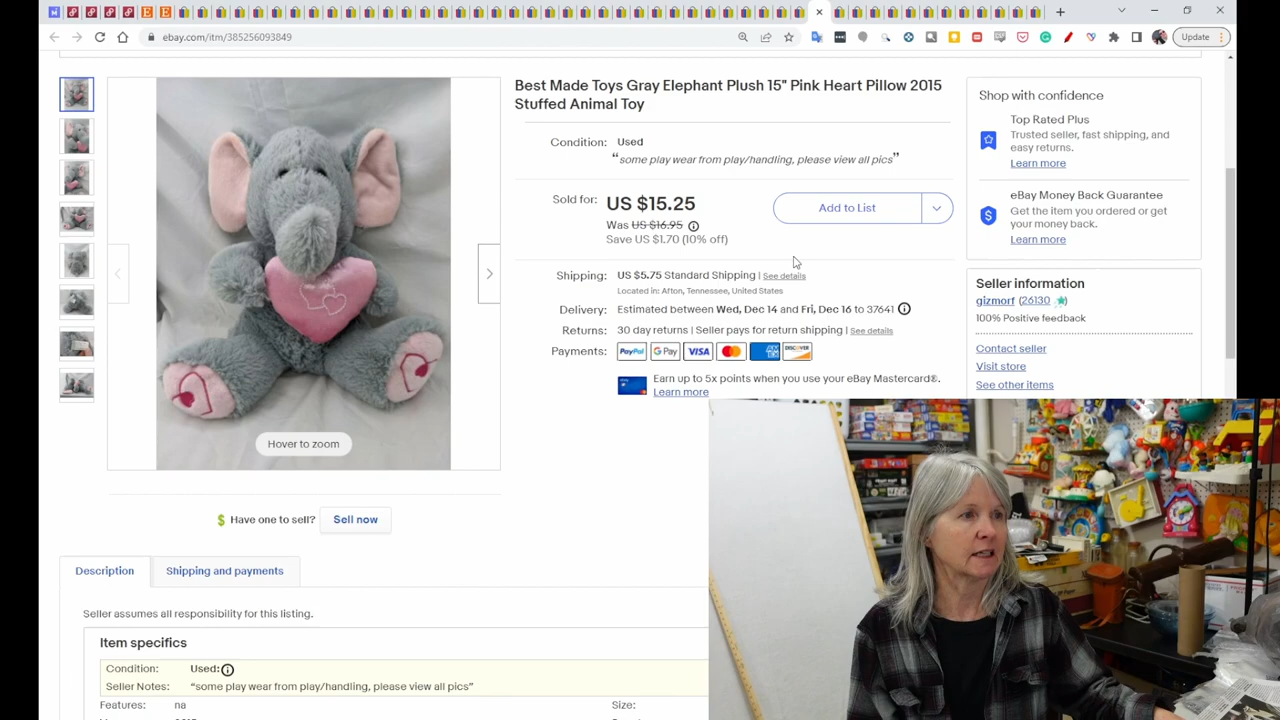 Update
ebay.com/itm/385256093849
Best Made Toys Gray Elephant Plush 15" Pink Heart Pillow 2015
Stuffed Animal Toy
Condition: Used
“some play wear from play/handling, please view all pics”
Sold for: US $15.25
Add to List
Was US $16.95
Save US $1.70 (10% off)
Shipping: US $5.75 Standard Shipping | See details
Located in: Afton, Tennessee, United States
Delivery: Estimated between Wed, Dec 14 and Fri, Dec 16 to 37641
Returns: 30 day returns | Seller pays for return shipping | See details
Payments: PayPal G Pay VISA DISCOVER
Earn up to 5x points when you use your eBay Mastercard®.
Learn more
Shop with confidence
Top Rated Plus
Trusted seller, fast shipping, and
easy returns.
Learn more
eBay Money Back Guarantee
Get the item you ordered or get
your money back.
Learn more
Seller information
gizmorf (26130)
100% Positive feedback
Contact seller
Visit store
See other items
Hover to zoom
$ Have one to sell? Sell now
Description
Shipping and payments
Seller assumes all responsibility for this listing.
Item specifics
Condition: Used:
Seller Notes: “some play wear from play/handling, please view all pics”
Features: na
Size: